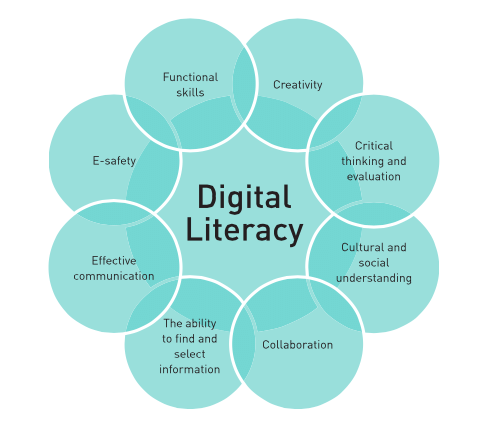 Functional
skills
Creativity
Critical
thinking and
evaluation
Cultural and
social
understanding
Collaboration
The ability
to find and
select
information
Effective
communication
E-safety
Digital
Literacy